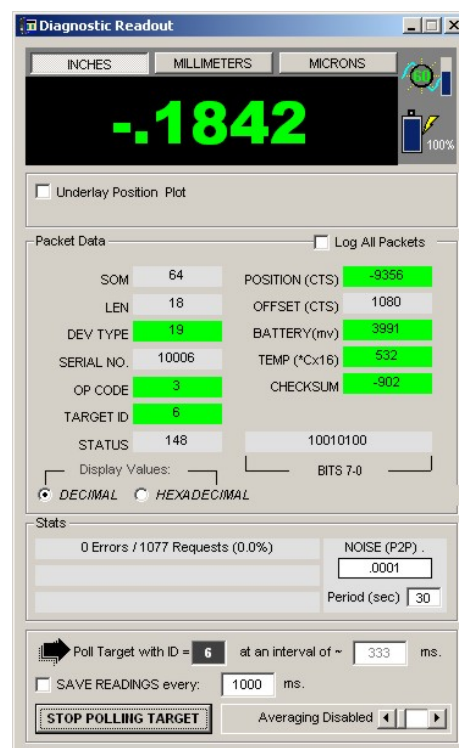 Diagnostic Readout
INCHES MILLIMETERS MICRONS
60
-.1842
100%
Underlay Position Plot
Packet Data Log All Packets
SOM 64 POSITION (CTS) -9356
LEN 18 OFFSET (CTS) 1080
DEV TYPE 19 BATTERY(mv) 3991
SERIAL NO. 10006 TEMP (*Cx16) 532
OP CODE 3 CHECKSUM -902
TARGET ID 6
STATUS 148 10010100
Display Values: BITS 7-0
DECIMAL HEXADECIMAL
Stats
0 Errors / 1077 Requests (0.0%) NOISE (P2P) .
.0001
Period (sec) 30
Poll Target with ID = 6 at an interval of ~ 333 ms.
SAVE READINGS every: 1000 ms.
STOP POLLING TARGET Averaging Disabled